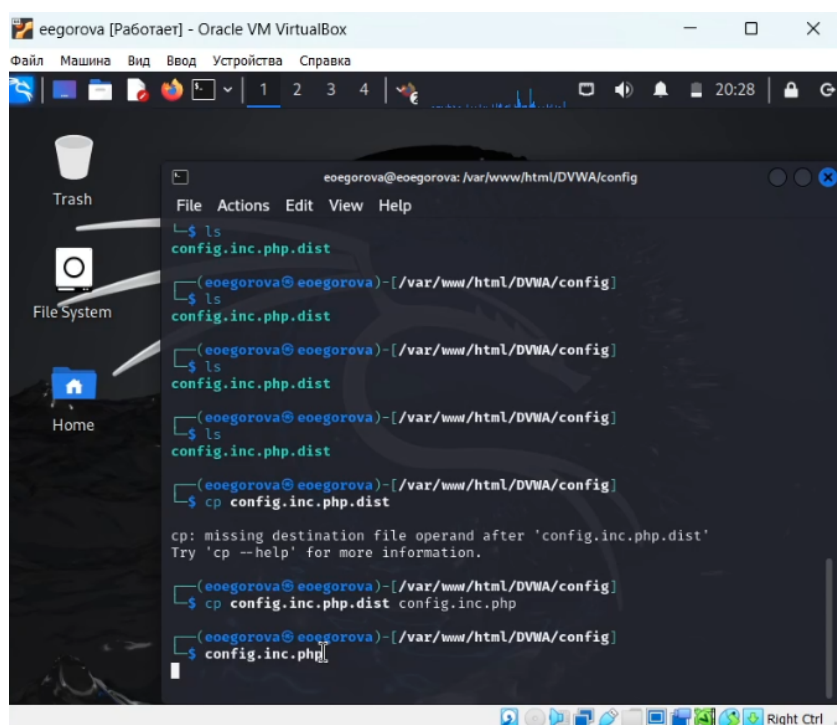 eegorova [Работает] - Oracle VM VirtualBox
Файл Машина Вид Ввод Устройства Справка
1 2 3 4 20:28
Trash
File System
Home
eoegorova@eoegorova: /var/www/html/DVWA/config
File Actions Edit View Help
└─$ ls
config.inc.php.dist
┌──(eoegorova㉿eoegorova)-[/var/www/html/DVWA/config]
└─$ ls
config.inc.php.dist
┌──(eoegorova㉿eoegorova)-[/var/www/html/DVWA/config]
└─$ ls
config.inc.php.dist
┌──(eoegorova㉿eoegorova)-[/var/www/html/DVWA/config]
└─$ ls
config.inc.php.dist
┌──(eoegorova㉿eoegorova)-[/var/www/html/DVWA/config]
└─$ cp config.inc.php.dist
cp: missing destination file operand after 'config.inc.php.dist'
Try 'cp --help' for more information.
┌──(eoegorova㉿eoegorova)-[/var/www/html/DVWA/config]
└─$ cp config.inc.php.dist config.inc.php
┌──(eoegorova㉿eoegorova)-[/var/www/html/DVWA/config]
└─$ config.inc.php
Right Ctrl